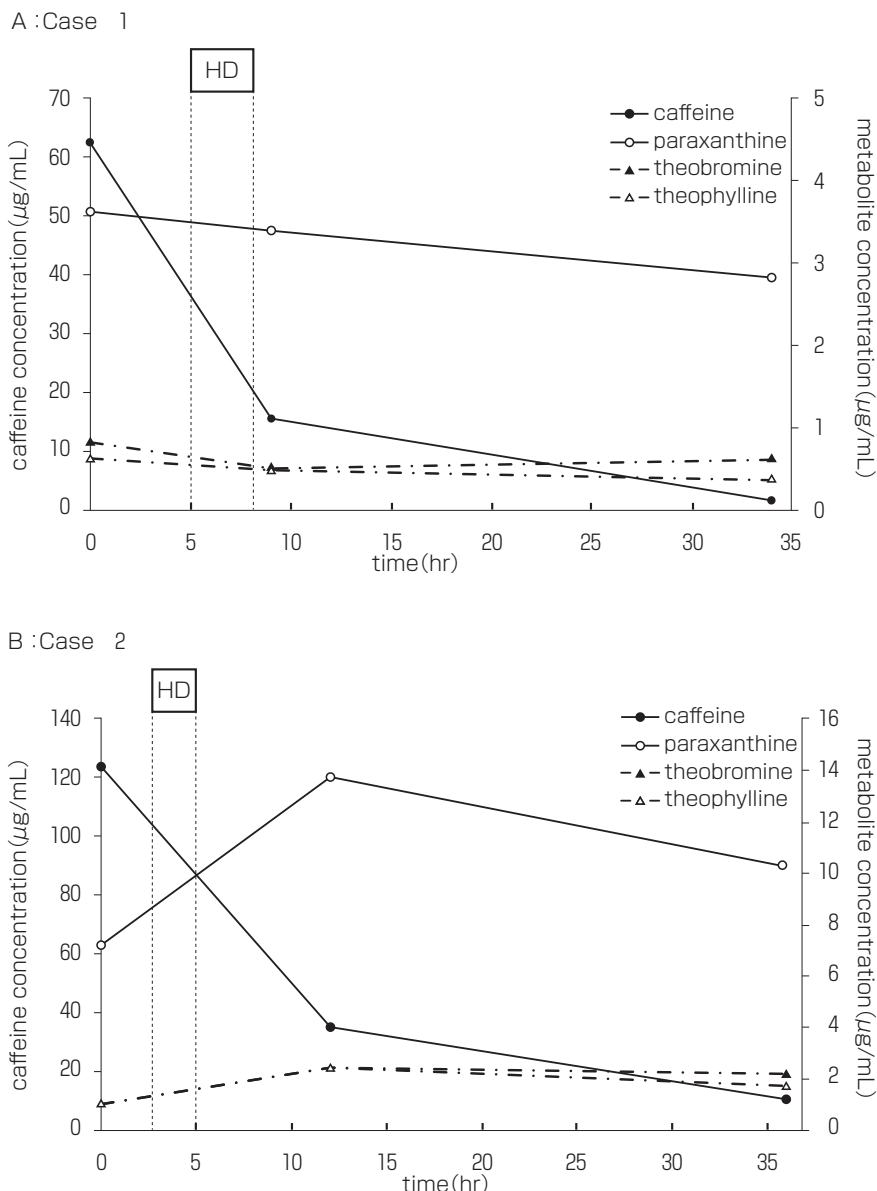 A：Case 1
HD
70
60
50
40
30
20
10
0
caffeine concentration(μg/mL)
5
4
3
2
1
0
metabolite concentration(μg/mL)
caffeine
paraxanthine
theobromine
theophylline
0 5 10 15 20 25 30 35
time(hr)
B：Case 2
HD
140
120
100
80
60
40
20
0
caffeine concentration(μg/mL)
16
14
12
10
8
6
4
2
0
metabolite concentration(μg/mL)
caffeine
paraxanthine
theobromine
theophylline
0 5 10 15 20 25 30 35
time(hr)